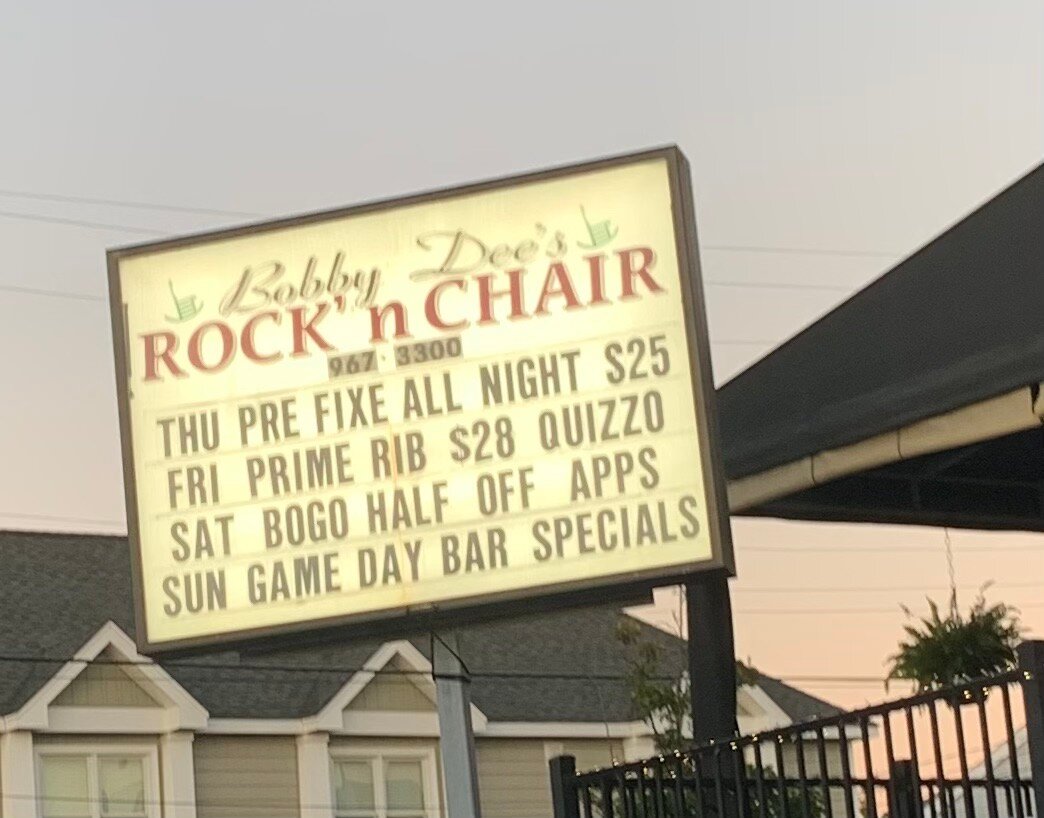 Bobby Dee's
ROCK 'n CHAIR
967-3300
THU PRE FIXE ALL NIGHT $25
FRI PRIME RIB $28 QUIZZO
SAT BOGO HALF OFF APPS
SUN GAME DAY BAR SPECIALS